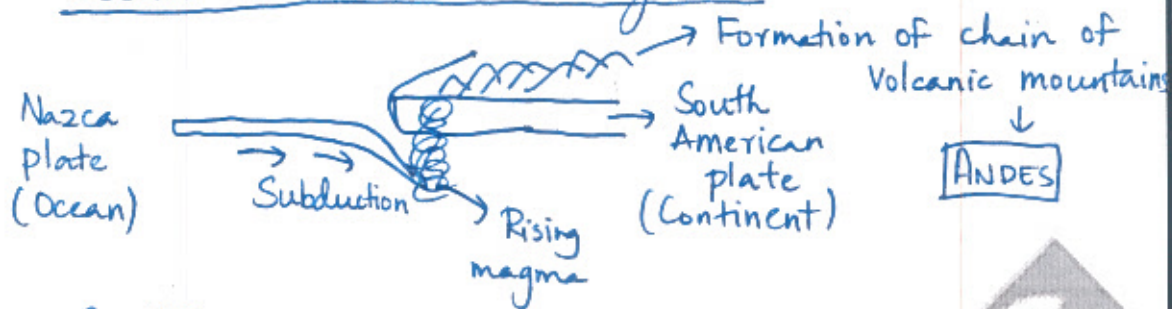 Formation of chain of
Volcanic mountains
↓
ANDES
Nazca
plate
(Ocean)
→ →
Subduction
Rising
magma
South
American
plate
(Continent)